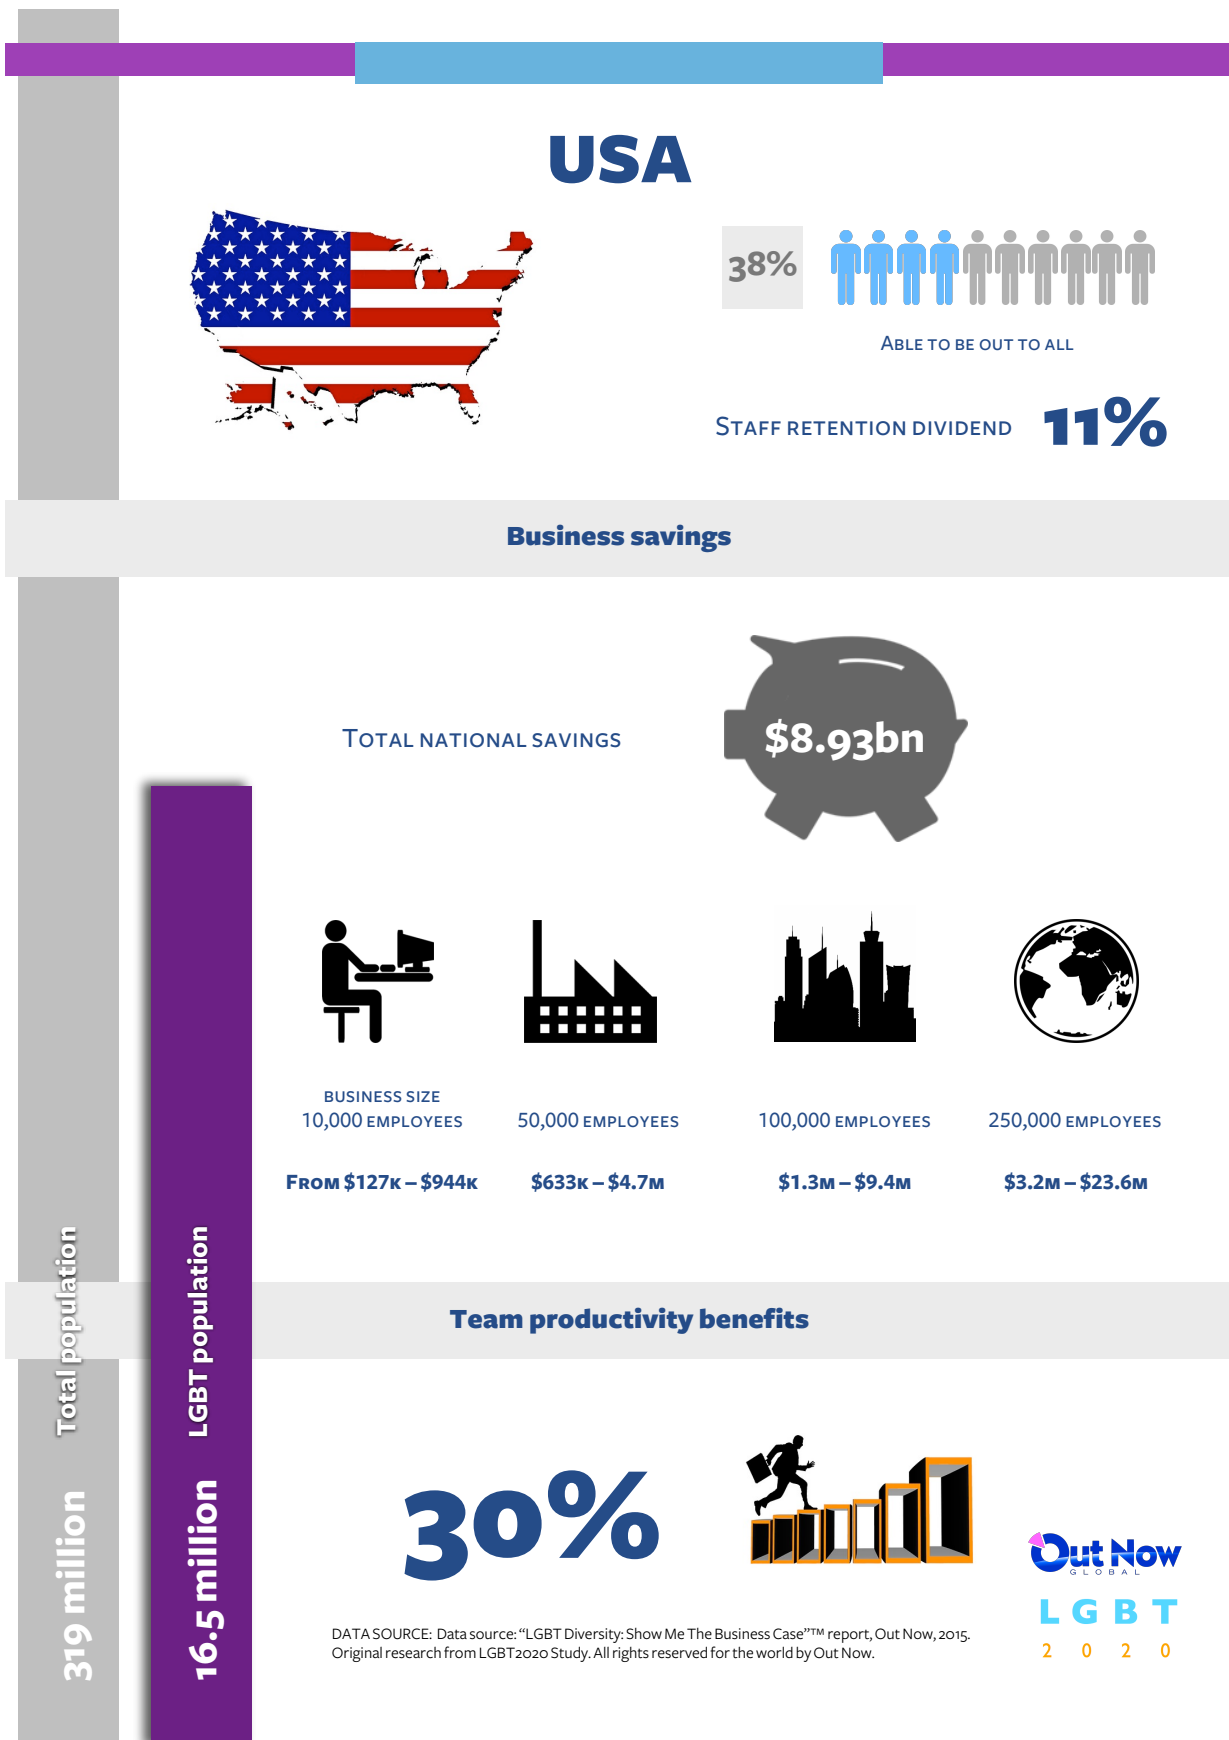 USA
38%
ABLE TO BE OUT TO ALL
STAFF RETENTION DIVIDEND 11%
Business savings
TOTAL NATIONAL SAVINGS
$8.93bn
BUSINESS SIZE
10,000 EMPLOYEES
50,000 EMPLOYEES
100,000 EMPLOYEES
250,000 EMPLOYEES
FROM $127K – $944K
$633K – $4.7M
$1.3M – $9.4M
$3.2M – $23.6M
Team productivity benefits
30%
319 million Total population
16.5 million LGBT population
DATA SOURCE: Data source: “LGBT Diversity: Show Me The Business Case”™ report, Out Now, 2015.
Original research from LGBT2020 Study. All rights reserved for the world by Out Now.
Out Now
GLOBAL
LGBT
2020